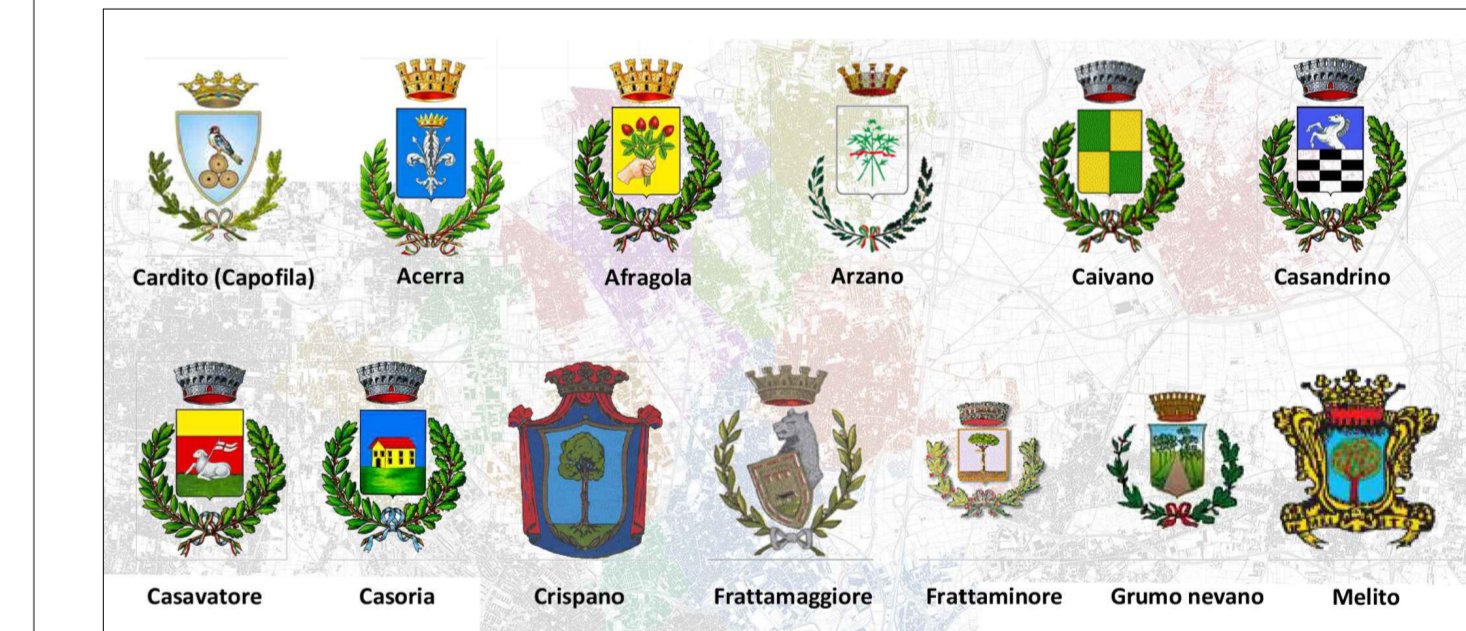 Cardito (Capofila) Acerra Afragola Arzano Caivano Casandrino
Casavatore Casoria Crispano Frattamaggiore Frattaminore Grumo nevano Melito